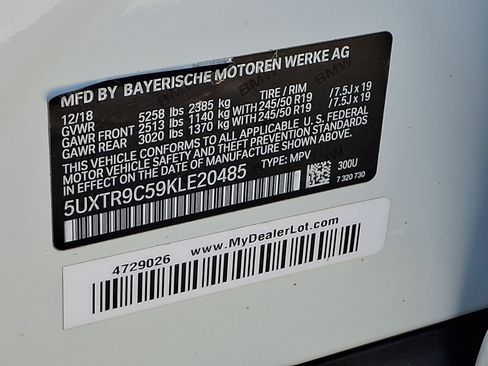 MFD BY BAYERISCHE MOTOREN WERKE AG
12/18 TIRE / RIM
GVWR 5258 lbs 2385 kg
GAWR FRONT 2513 lbs 1140 kg WITH 245/50 R19 /7.5J x 19
GAWR REAR 3020 lbs 1370 kg WITH 245/50 R19 /7.5J x 19
THIS VEHICLE CONFORMS TO ALL APPLICABLE U. S. FEDERAL
MOTOR VEHICLE SAFETY AND THEFT PREVENTION STANDARDS
IN EFFECT ON THE DATE OF MANUFACTURE SHOWN ABOVE.
5UXTR9C59KLE20485 TYPE: MPV
300U
7 320 730
4729026 www.MyDealerLot.com